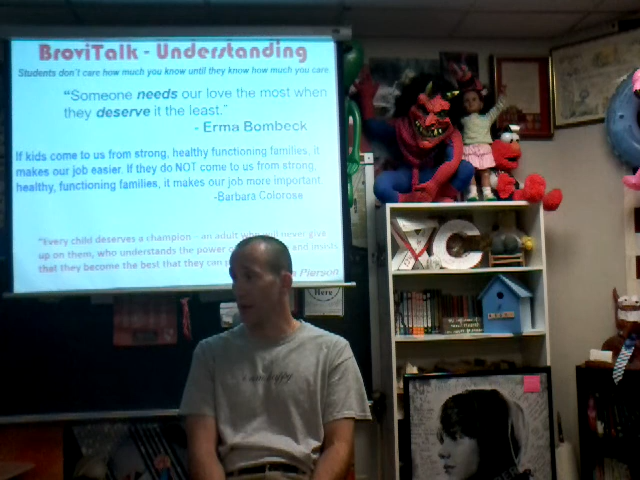 BroviTalk - Understanding
Students don't care how much you know until they know how much you care
"Someone needs our love the most when
they deserve it the least."
- Erma Bombeck
If kids come to us from strong, healthy functioning families, it
makes our job easier. If they do NOT come to us from strong,
healthy, functioning families, it makes our job more important.
-Barbara Colorose
"Every child deserves a champion - an adult who will never give
up on them, who understands the power of and insists
that they become the best that they can
Pierson
Here
C